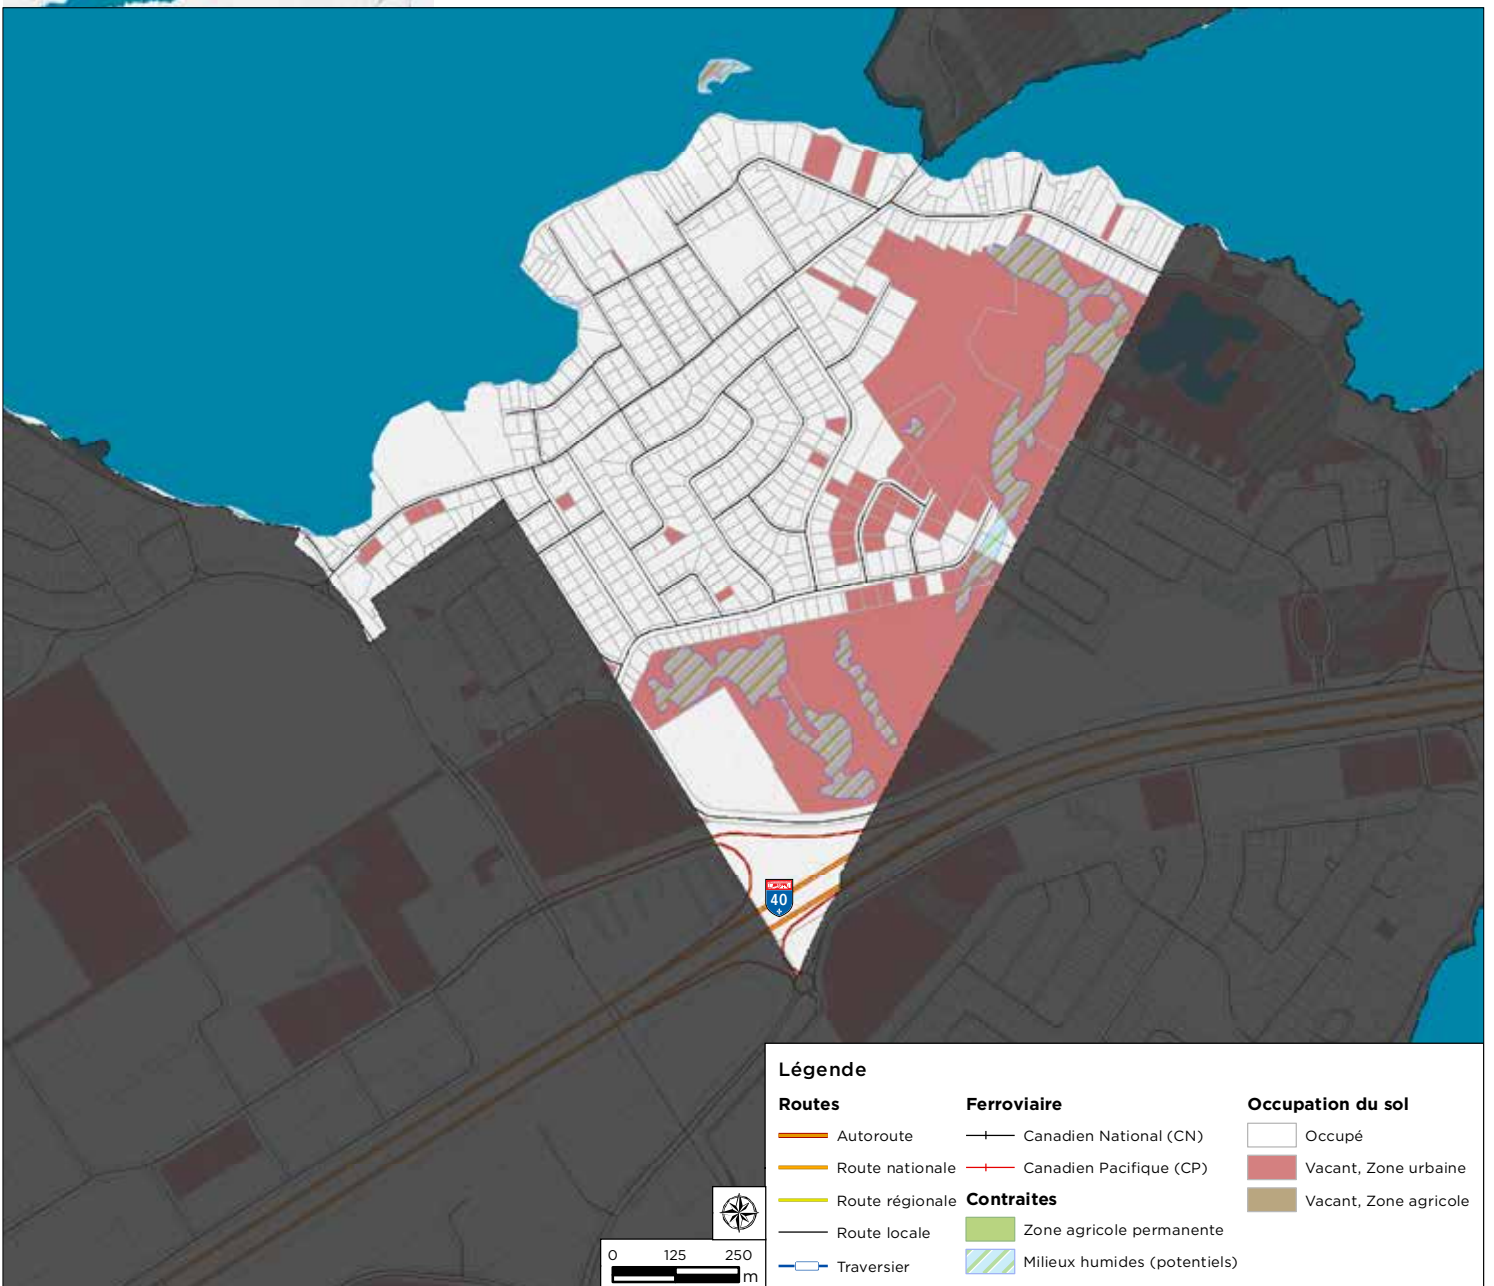 40
Légende
Routes
Autoroute
Route nationale
Route régionale
Route locale
Traversier
Ferroviaire
Canadien National (CN)
Canadien Pacifique (CP)
Contraites
Zone agricole permanente
Milieux humides (potentiels)
Occupation du sol
Occupé
Vacant, Zone urbaine
Vacant, Zone agricole
0 125 250
m